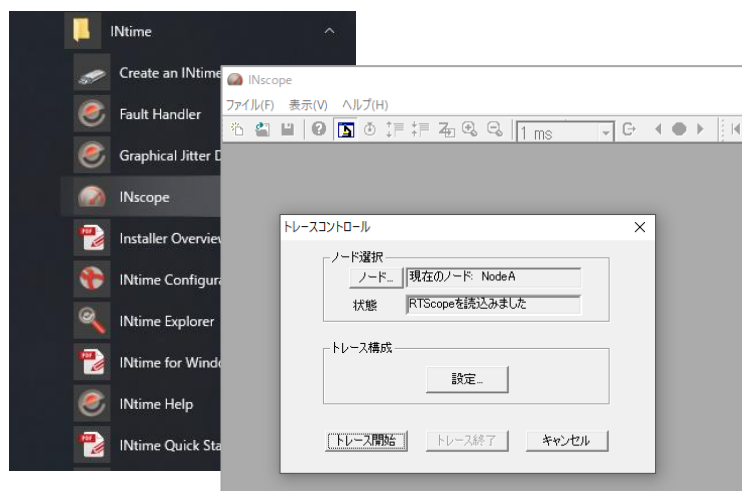 INtime
Create an INtime
Fault Handler
Graphical Jitter D
INscope
Installer Overview
INtime Configura
INtime Explorer
INtime for Windo
INtime Help
INtime Quick Sta
INscope
ファイル(F) 表示(V) ヘルプ(H)
1 ms
トレースコントロール
ノード選択
ノード... 現在のノード: NodeA
状態 RTScopeを読込みました
トレース構成
設定...
トレース開始 トレース終了 キャンセル